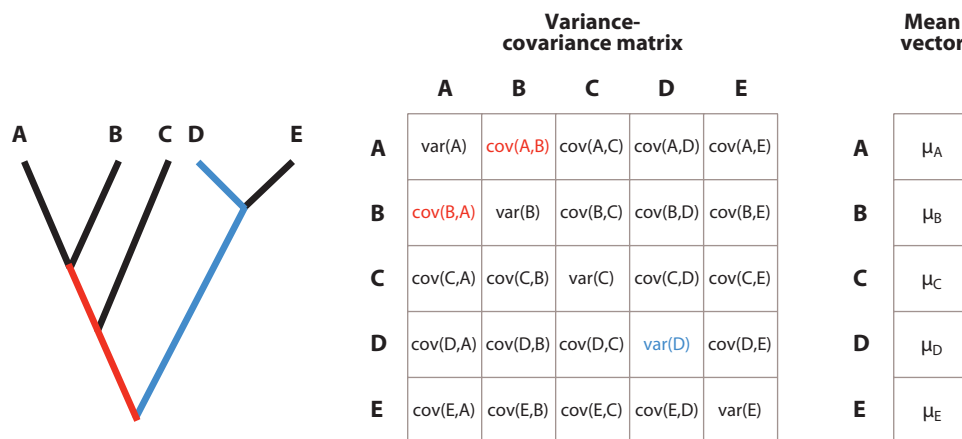 Variance-
covariance matrix
Mean
vector
A B C D E
A B C D E
A var(A) cov(A,B) cov(A,C) cov(A,D) cov(A,E) A μA
B cov(B,A) var(B) cov(B,C) cov(B,D) cov(B,E) B μB
C cov(C,A) cov(C,B) var(C) cov(C,D) cov(C,E) C μC
D cov(D,A) cov(D,B) cov(D,C) var(D) cov(D,E) D μD
E cov(E,A) cov(E,B) cov(E,C) cov(E,D) var(E) E μE